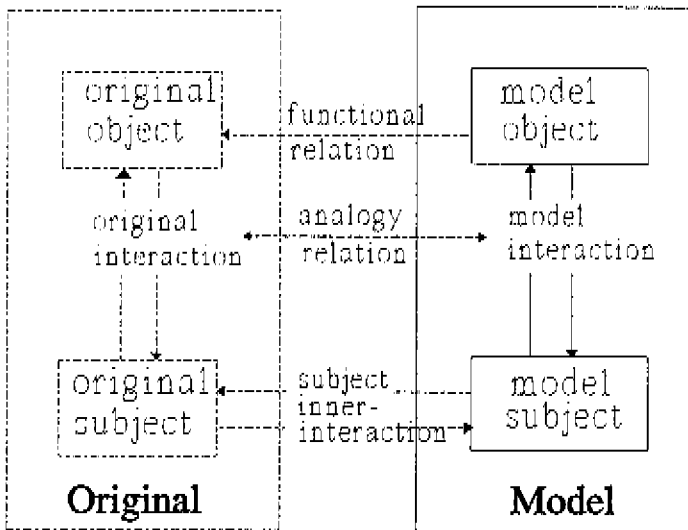 original
object
functional
relation
model
object
original
interaction
analogy
relation
model
interaction
original
subject
subject
inner-
interaction
model
subject
Original
Model